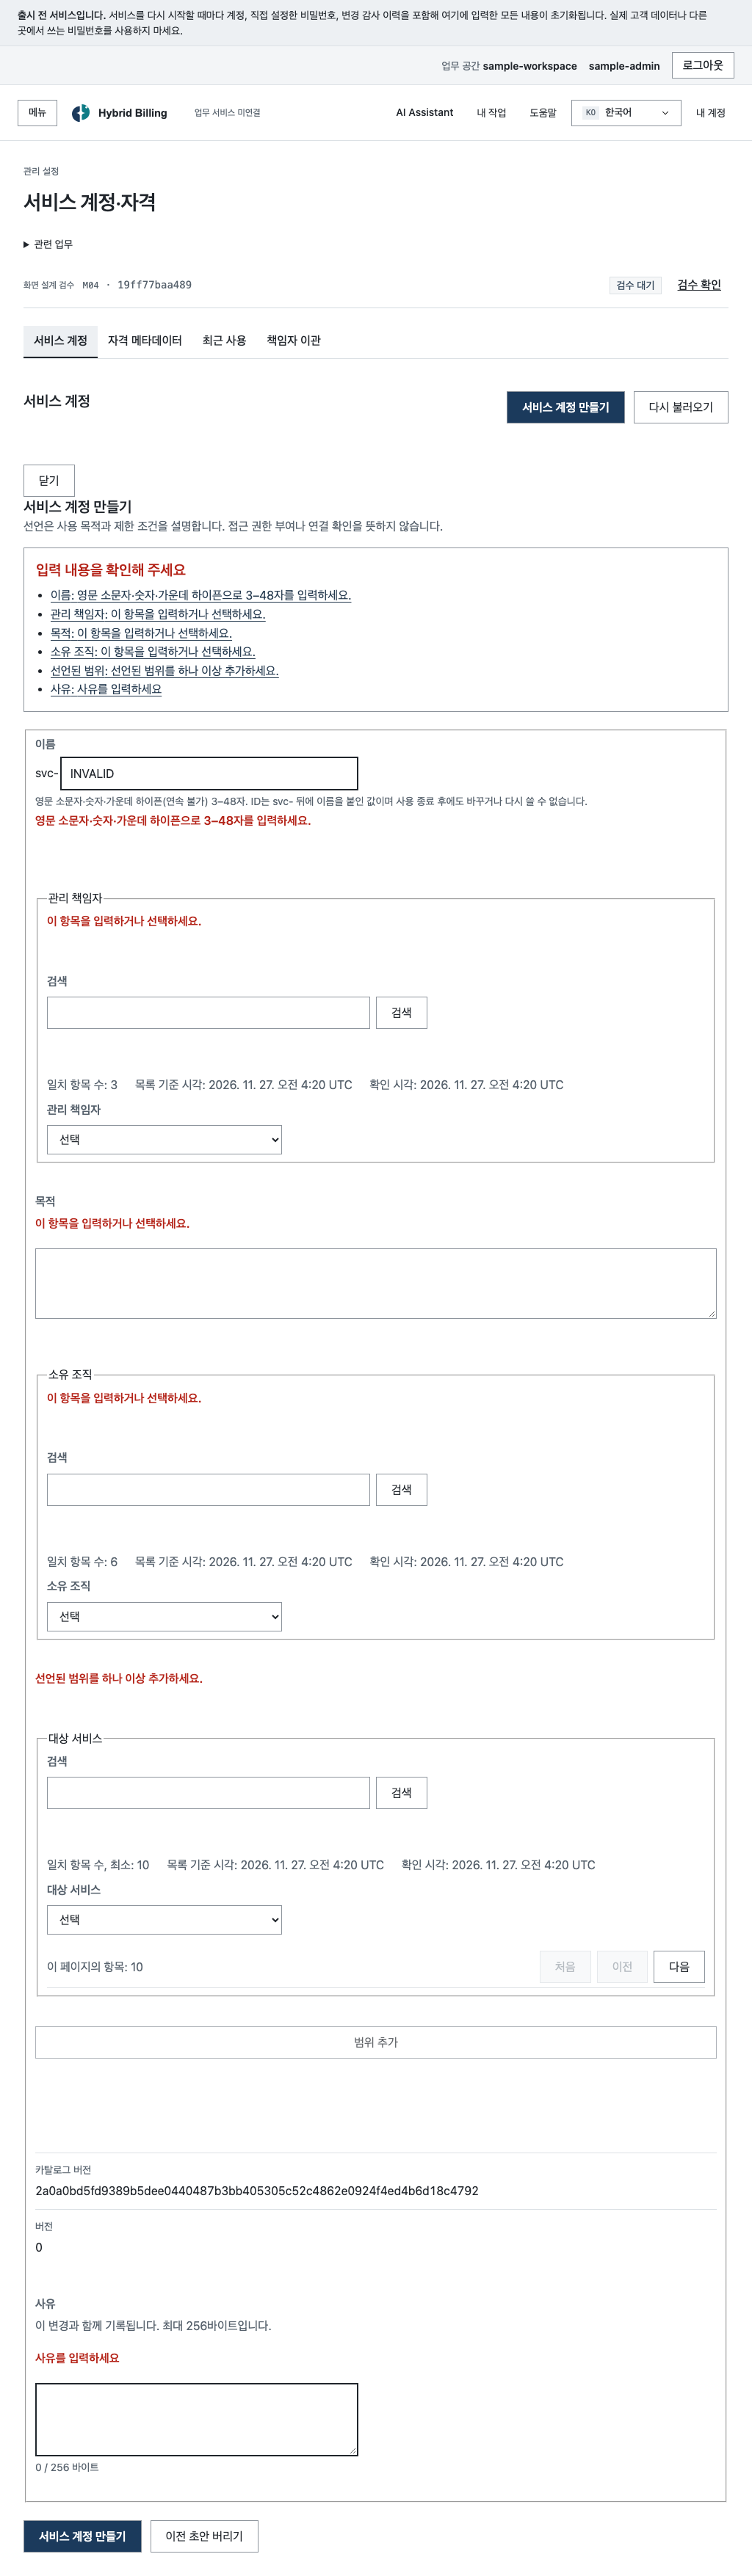 출시 전 서비스입니다. 서비스를 다시 시작할 때마다 계정, 직접 설정한 비밀번호, 변경 감사 이력을 포함해 여기에 입력한 모든 내용이 초기화됩니다. 실제 고객 데이터나 다른
곳에서 쓰는 비밀번호를 사용하지 마세요.
업무 공간 sample-workspace sample-admin 로그아웃
메뉴 Hybrid Billing 업무 서비스 미연결 AI Assistant 내 작업 도움말 KO 한국어 내 계정
관리 설정
서비스 계정·자격
▶ 관련 업무
화면 설계 검수 M04 · 19ff77baa489 검수 대기 검수 확인
서비스 계정 자격 메타데이터 최근 사용 책임자 이관
서비스 계정 서비스 계정 만들기 다시 불러오기
닫기
서비스 계정 만들기
선언은 사용 목적과 제한 조건을 설명합니다. 접근 권한 부여나 연결 확인을 뜻하지 않습니다.
입력 내용을 확인해 주세요
• 이름: 영문 소문자·숫자·가운데 하이픈으로 3–48자를 입력하세요.
• 관리 책임자: 이 항목을 입력하거나 선택하세요.
• 목적: 이 항목을 입력하거나 선택하세요.
• 소유 조직: 이 항목을 입력하거나 선택하세요.
• 선언된 범위: 선언된 범위를 하나 이상 추가하세요.
• 사유: 사유를 입력하세요
이름
svc- INVALID
영문 소문자·숫자·가운데 하이픈(연속 불가) 3–48자. ID는 svc- 뒤에 이름을 붙인 값이며 사용 종료 후에도 바꾸거나 다시 쓸 수 없습니다.
영문 소문자·숫자·가운데 하이픈으로 3–48자를 입력하세요.
관리 책임자
이 항목을 입력하거나 선택하세요.
검색
검색
일치 항목 수: 3 목록 기준 시각: 2026. 11. 27. 오전 4:20 UTC 확인 시각: 2026. 11. 27. 오전 4:20 UTC
관리 책임자
선택
목적
이 항목을 입력하거나 선택하세요.
소유 조직
이 항목을 입력하거나 선택하세요.
검색
검색
일치 항목 수: 6 목록 기준 시각: 2026. 11. 27. 오전 4:20 UTC 확인 시각: 2026. 11. 27. 오전 4:20 UTC
소유 조직
선택
선언된 범위를 하나 이상 추가하세요.
대상 서비스
검색
검색
일치 항목 수, 최소: 10 목록 기준 시각: 2026. 11. 27. 오전 4:20 UTC 확인 시각: 2026. 11. 27. 오전 4:20 UTC
대상 서비스
선택
이 페이지의 항목: 10 처음 이전 다음
범위 추가
카탈로그 버전
2a0a0bd5fd9389b5dee0440487b3bb405305c52c4862e0924f4ed4b6d18c4792
버전
0
사유
이 변경과 함께 기록됩니다. 최대 256바이트입니다.
사유를 입력하세요
0 / 256 바이트
서비스 계정 만들기 이전 초안 버리기